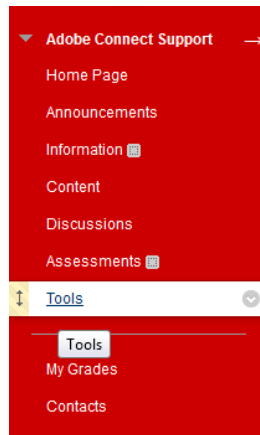 Adobe Connect Support
Home Page
Announcements
Information
Content
Discussions
Assessments
Tools
Tools
My Grades
Contacts